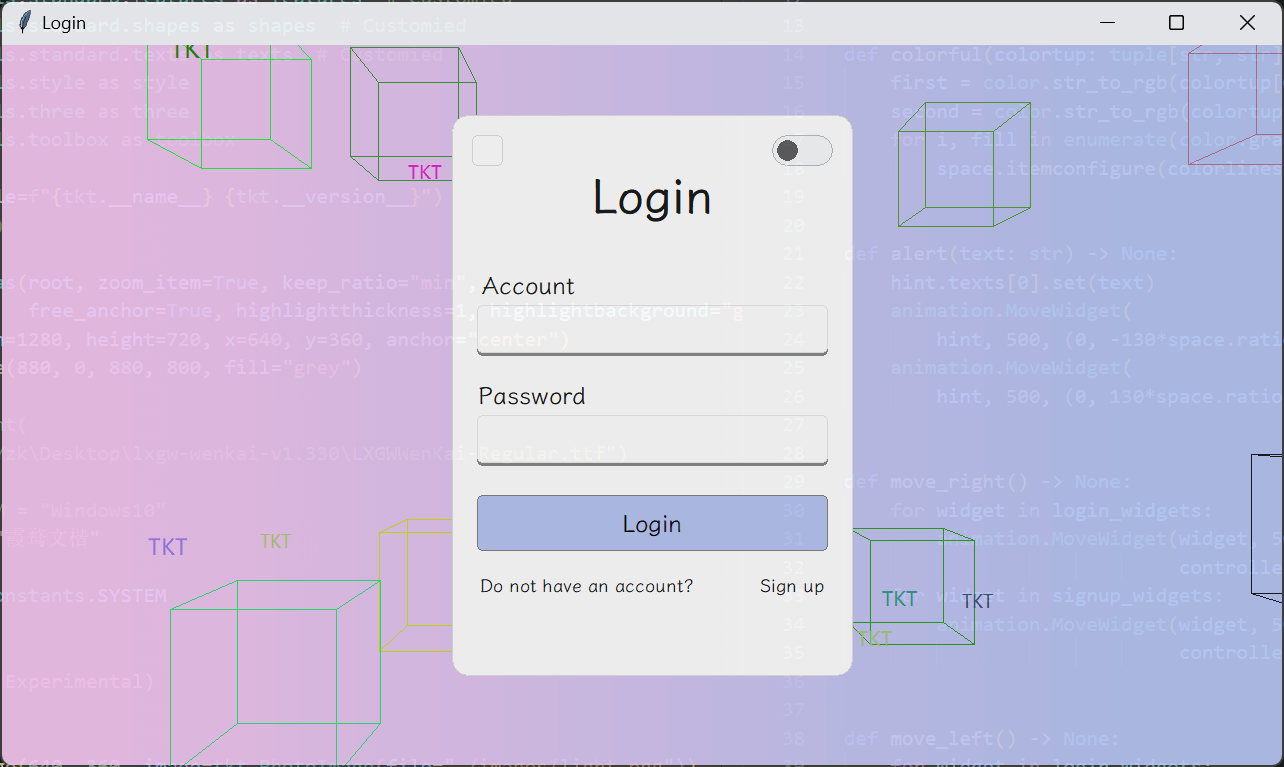 Login
s.standard.shapes as shapes # Customied
TKT
s.standard.texts as texts # Customied
s.style as style
s.three as three
s.toolbox as toolbox
TKT
le=f"{tkt.__name__} {tkt.__version__}")
as(root, zoom_item=True, keep_ratio="min",
free_anchor=True, highlightthickness=1, highlightbackground="g
h=1280, height=720, x=640, y=360, anchor="center")
e(880, 0, 880, 800, fill="grey")
nt(
zk\Desktop\lxgw-wenkai-v1.330\LXGWWenKai-Regular.ttf")
= "Windows10"
TKT
TKT
onstants.SYSTEM
Experimental)
Login
Account
Password
Login
Do not have an account?
Sign up
13
14 def colorful(colortup: tuple[str, str]
15 first = color.str_to_rgb(colortup[
16 second = color.str_to_rgb(colortup
for i, fill in enumerate(color.gra
18 space.itemconfigure(colorlines
19
20
21 def alert(text: str) -> None:
22 hint.texts[0].set(text)
23 animation.MoveWidget(
24 hint, 500, (0, -130*space.ratio
25 animation.MoveWidget(
26 hint, 500, (0, 130*space.ratio
27
28
29 def move_right() -> None:
30 for widget in login_widgets:
31 animation.MoveWidget(widget, 5
32 controlle
for widget in signup_widgets:
TKT
TKT
34 animation.MoveWidget(widget, 5
TKT
35 controlle
36
37
38 def move_left() -> None:
for widget in login_widgets: